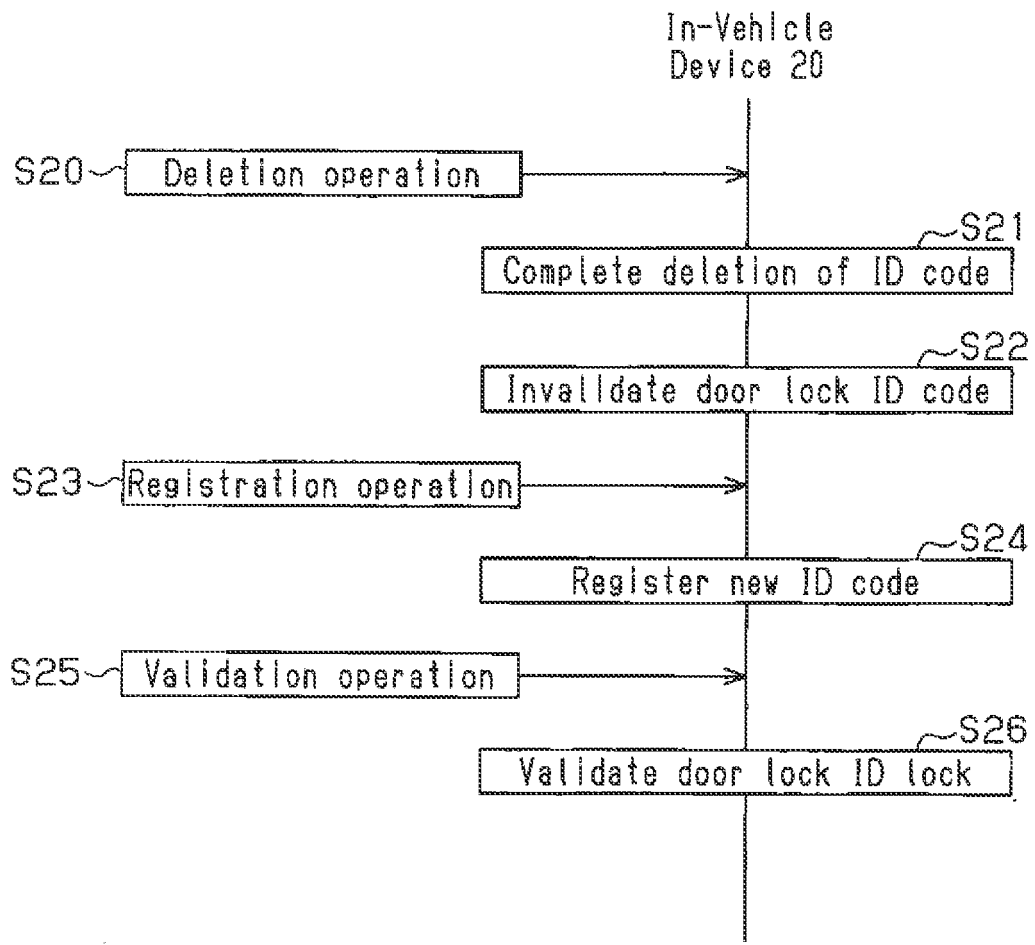 In-Vehicle
Device 20
S20
Deletion operation
S21
Complete deletion of ID code
S22
Invalidate door lock ID code
S23
Registration operation
S24
Register new ID code
S25
Validation operation
S26
Validate door lock ID lock